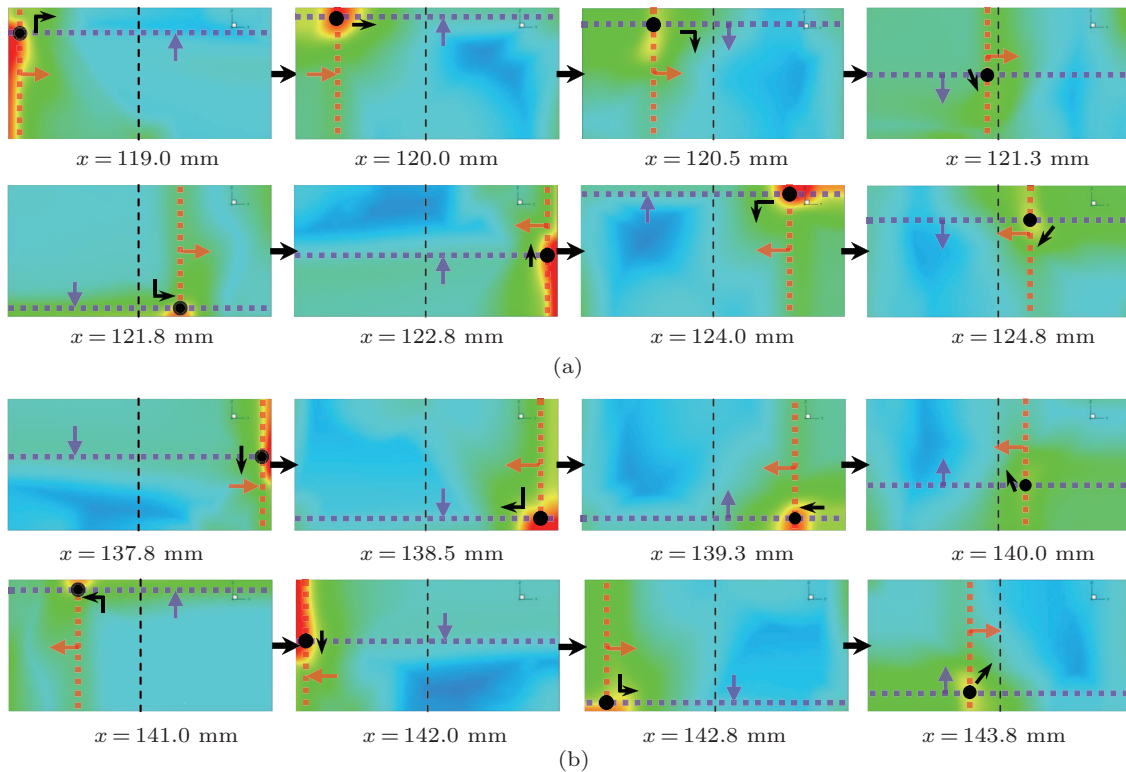 x = 119.0 mm x = 120.0 mm x = 120.5 mm x = 121.3 mm
x = 121.8 mm x = 122.8 mm x = 124.0 mm x = 124.8 mm
(a)
x = 137.8 mm x = 138.5 mm x = 139.3 mm x = 140.0 mm
x = 141.0 mm x = 142.0 mm x = 142.8 mm x = 143.8 mm
(b)